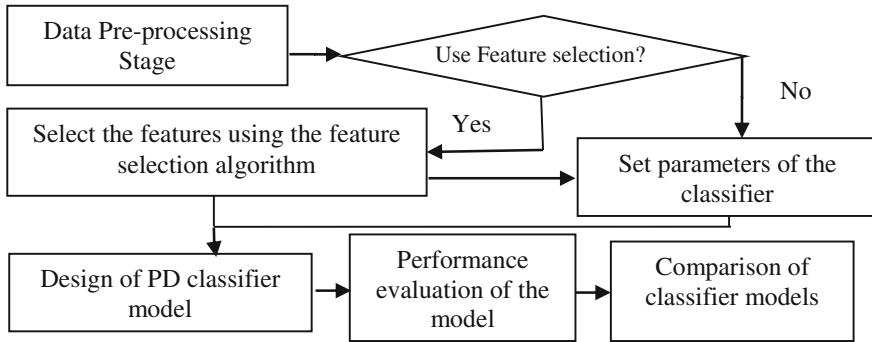 Data Pre-processing
Stage
Use Feature selection?
No
Yes
Select the features using the feature
selection algorithm
Set parameters of the
classifier
Design of PD classifier
model
Performance
evaluation of the
model
Comparison of
classifier models